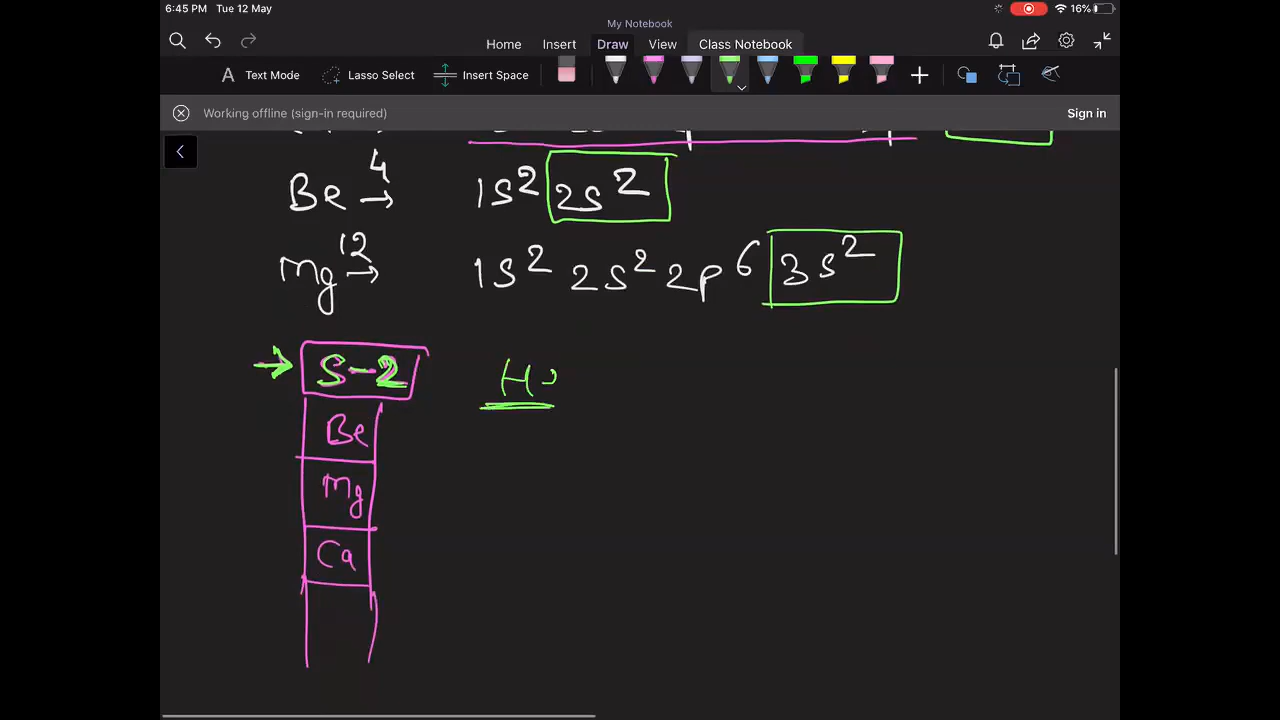 6:45 PM Tue 12 May 16%
My Notebook
Home Insert Draw View Class Notebook
Text Mode Lasso Select Insert Space
Working offline (sign-in required) Sign in
Be 4 → 1s² 2s²
Mg 12 → 1s² 2s² 2p⁶ 3s²
→ S-2
Be
Mg
Ca